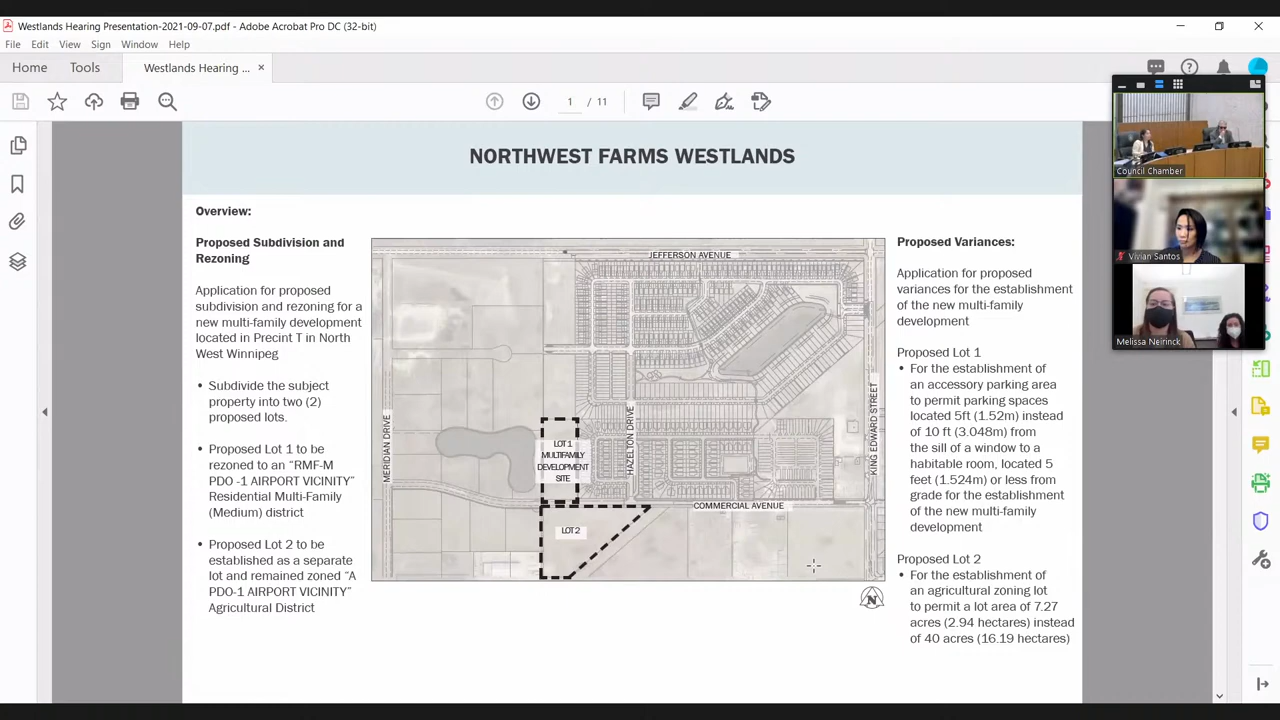 Westlands Hearing Presentation-2021-09-07.pdf - Adobe Acrobat Pro DC (32-bit)
File Edit View Sign Window Help
Home Tools Westlands Hearing ... ×
1 / 11
NORTHWEST FARMS WESTLANDS
Overview:
Proposed Subdivision and
Rezoning
Application for proposed
subdivision and rezoning for a
new multi-family development
located in Precint T in North
West Winnipeg
• Subdivide the subject
property into two (2)
proposed lots.
• Proposed Lot 1 to be
rezoned to an “RMF-M
PDO -1 AIRPORT VICINITY”
Residential Multi-Family
(Medium) district
• Proposed Lot 2 to be
established as a separate
lot and remained zoned “A
PDO-1 AIRPORT VICINITY”
Agricultural District
JEFFERSON AVENUE
MERIDIAN DRIVE
HAZELTON DRIVE
KING EDWARD STREET
LOT 1
MULTIFAMILY
DEVELOPMENT
SITE
COMMERCIAL AVENUE
LOT 2
N
Proposed Variances:
Application for proposed
variances for the establishment
of the new multi-family
development
Proposed Lot 1
• For the establishment of
an accessory parking area
to permit parking spaces
located 5ft (1.52m) instead
of 10 ft (3.048m) from
the sill of a window to a
habitable room, located 5
feet (1.524m) or less from
grade for the establishment
of the new multi-family
development
Proposed Lot 2
• For the establishment of
an agricultural zoning lot
to permit a lot area of 7.27
acres (2.94 hectares) instead
of 40 acres (16.19 hectares)
Council Chamber
Vivian Santos
Melissa Neirinck